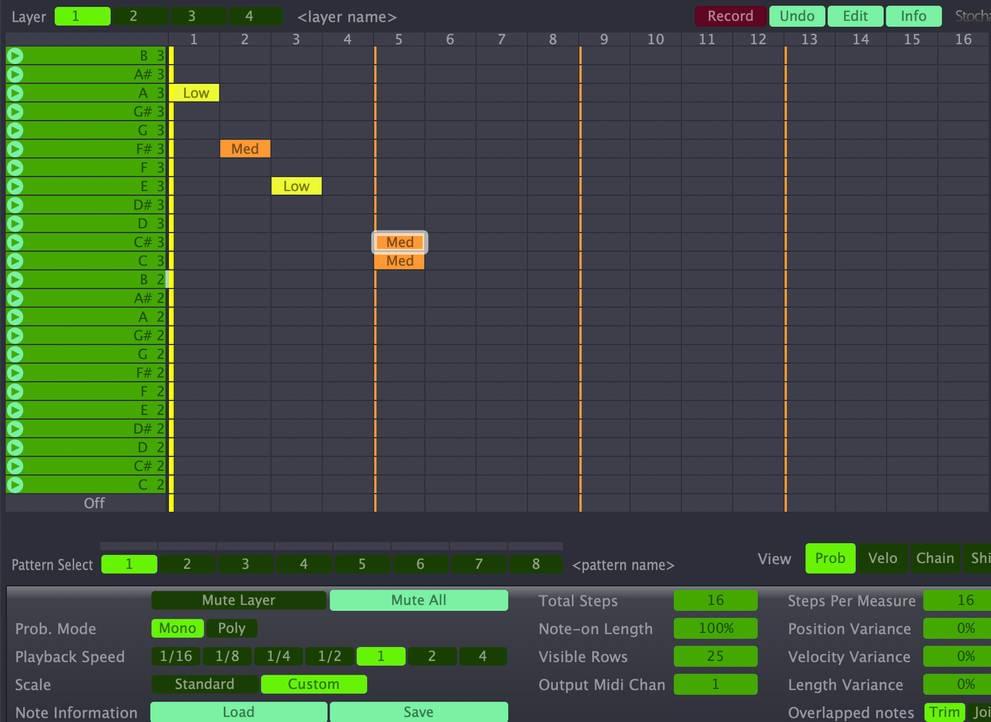 Layer 1 2 3 4 <layer name> Record Undo Edit Info
1 2 3 4 5 6 7 8 9 10 11 12 13 14 15 16
B 3
A# 3
A 3 Low
G# 3
G 3
F# 3 Med
F 3
E 3 Low
D# 3
D 3
C# 3 Med
C 3 Med
B 2
A# 2
A 2
G# 2
G 2
F# 2
F 2
E 2
D# 2
D 2
C# 2
C 2
Off
Pattern Select 1 2 3 4 5 6 7 8 <pattern name> View Prob Velo Chain Shi
Mute Layer Mute All Total Steps 16 Steps Per Measure 16
Prob. Mode Mono Poly Note-on Length 100% Position Variance 0%
Playback Speed 1/16 1/8 1/4 1/2 1 2 4 Visible Rows 25 Velocity Variance 0%
Scale Standard Custom Output Midi Chan 1 Length Variance 0%
Note Information Load Save Overlapped notes Trim Joi